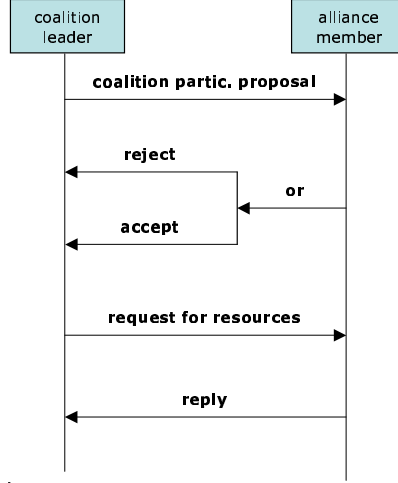 coalition
leader
alliance
member
coalition partic. proposal
reject
or
accept
request for resources
reply